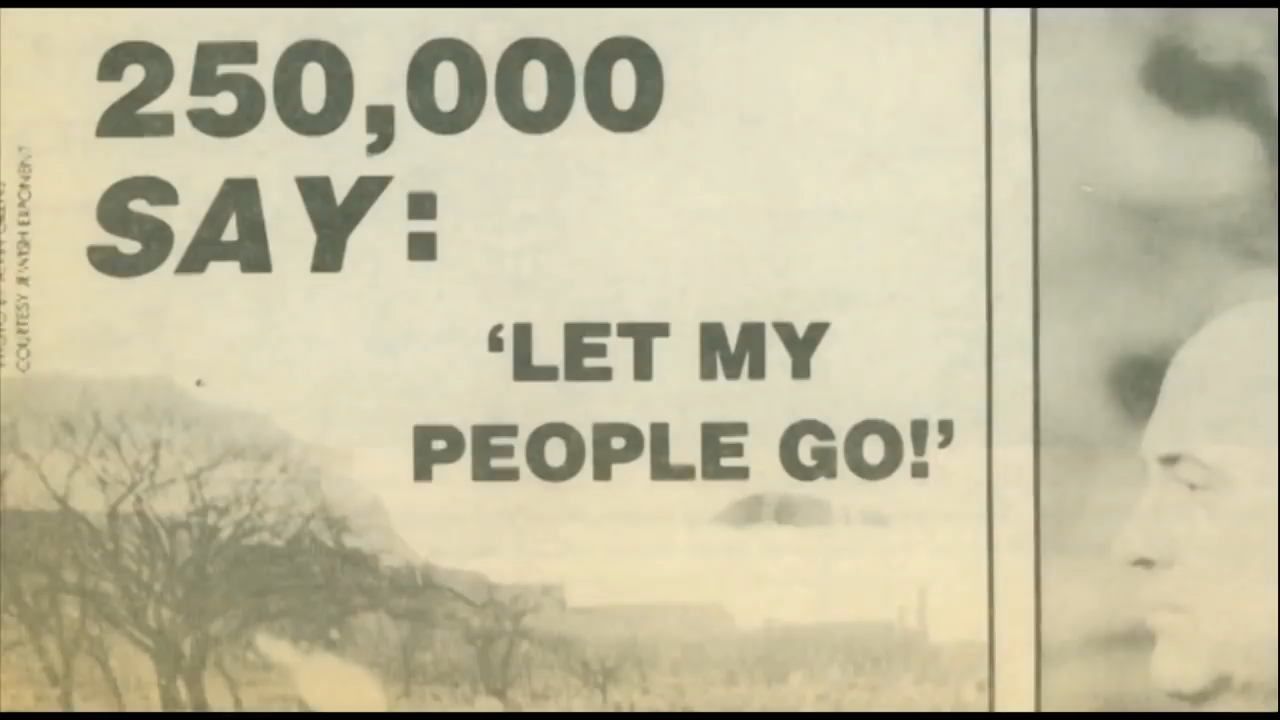 250,000
SAY:
‘LET MY
PEOPLE GO!’
COURTESY JEWISH EXPONENT